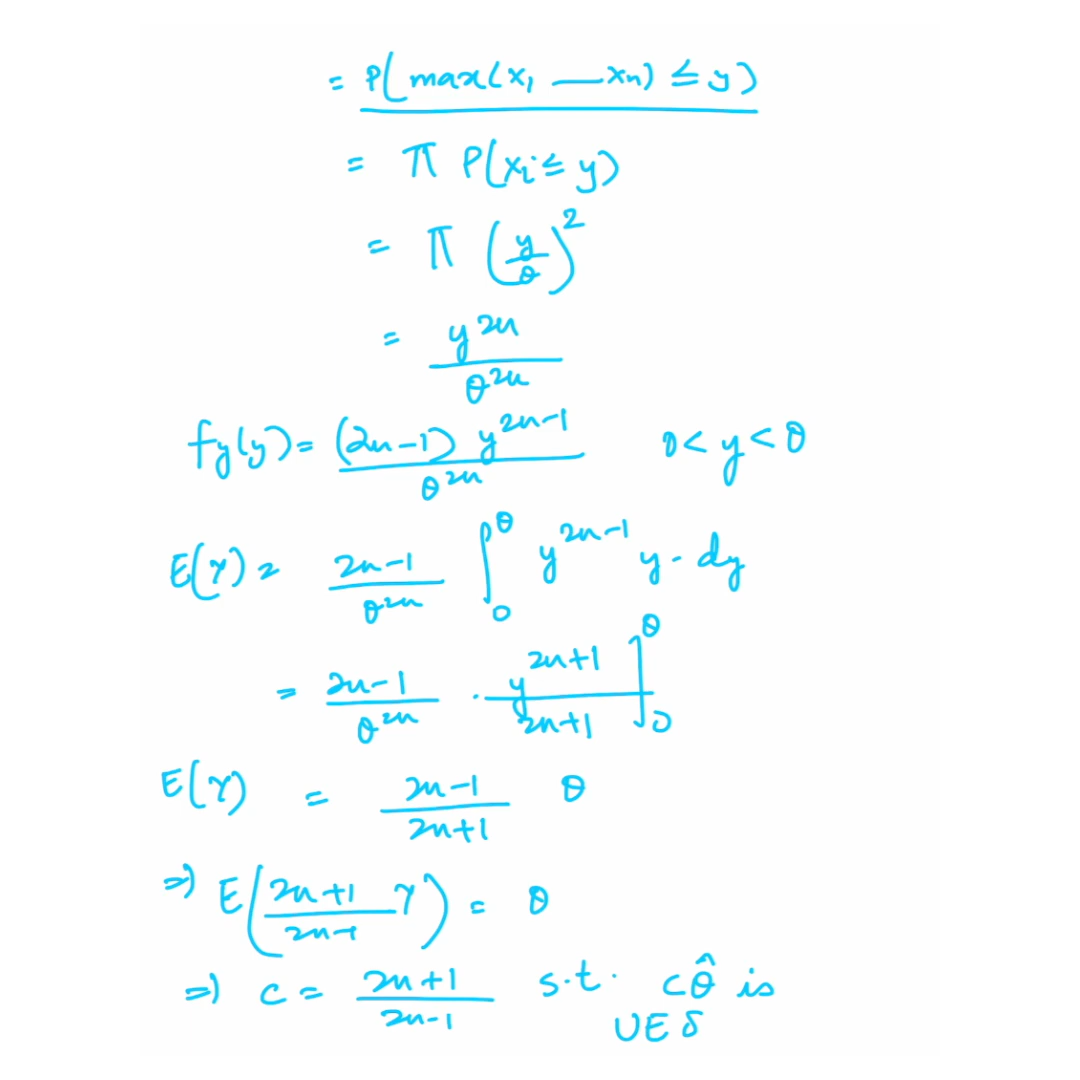 = P(max(x₁ — xₙ) ≤ y)
= π P(xᵢ ≤ y)
= π (y/θ)²
= y²ⁿ/θ²ⁿ
fy(y) = (2n-1) y²ⁿ⁻¹/θ²ⁿ 0<y<θ
E(Y) = 2n-1/θ²ⁿ ∫₀^θ y²ⁿ⁻¹ y · dy
= 2n-1/θ²ⁿ · y²ⁿ⁺¹/2n+1 ]₀^θ
E(Y) = 2n-1/2n+1 θ
⇒ E(2n+1/2n-1 Y) = θ
⇒ c = 2n+1/2n-1 s.t. cθ̂ is
UE δ